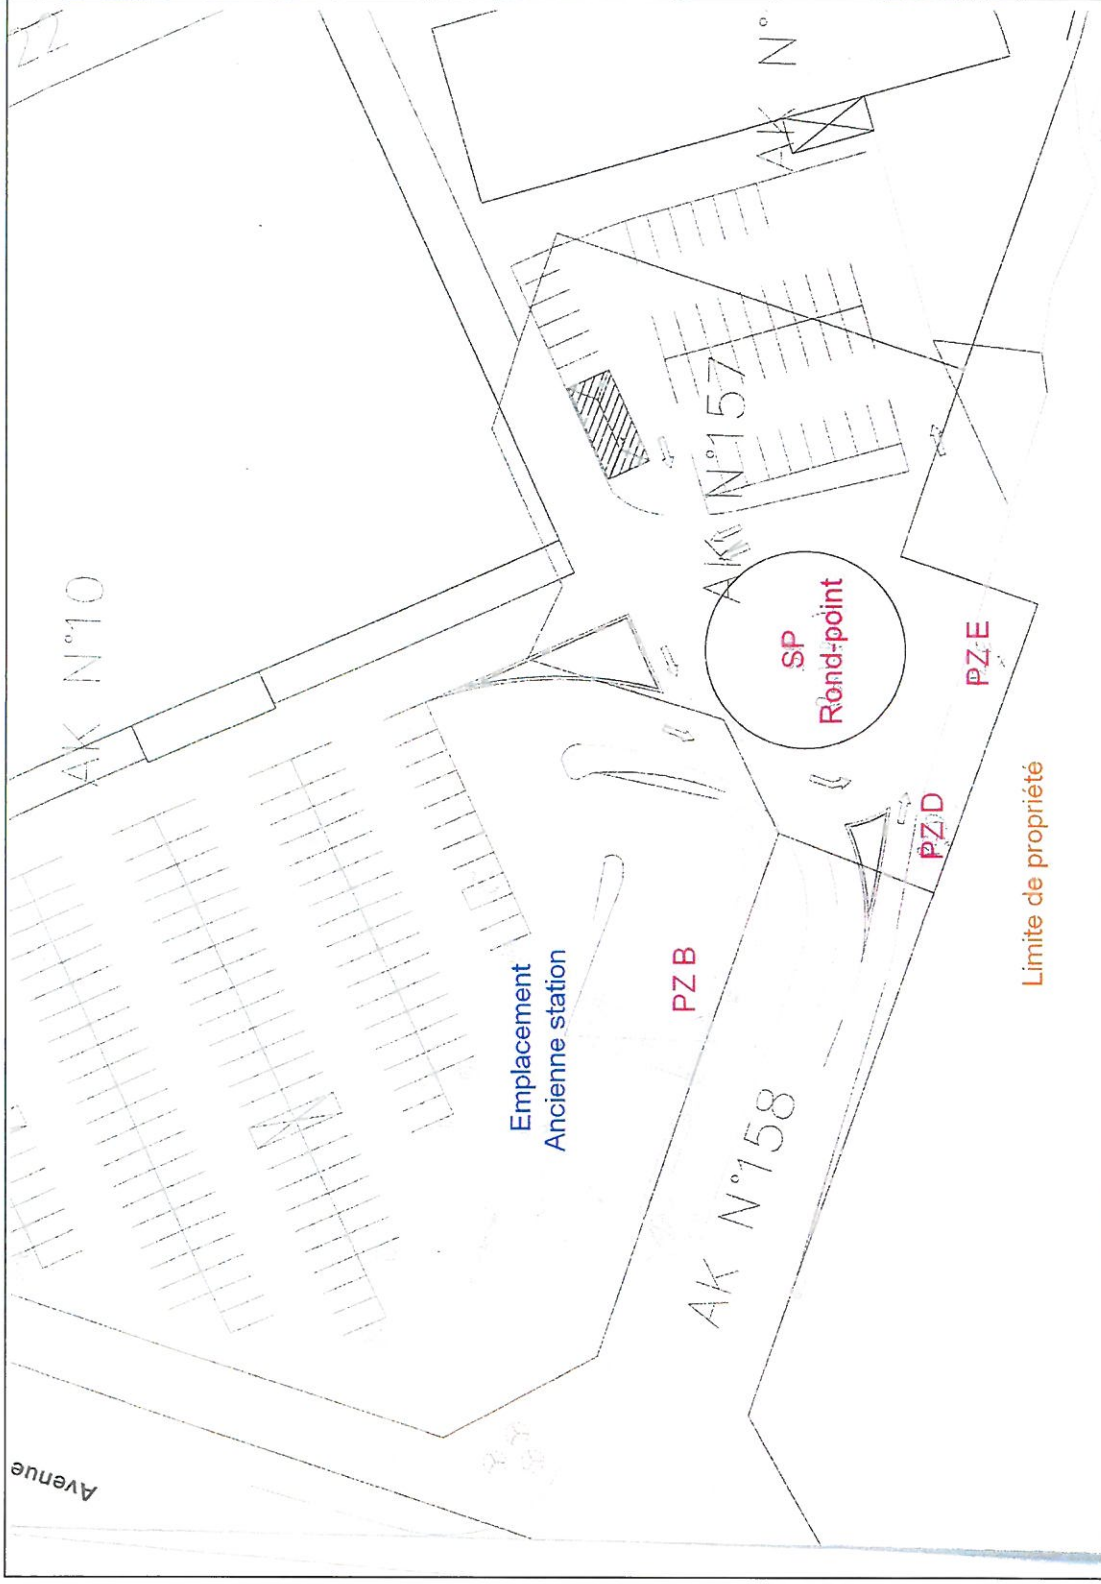 Avenue
AK N°10
AK N°
AK N°157
AK N°158
Emplacement
Ancienne station
PZ B
SP
Rond-point
PZ D
PZ E
Limite de propriété